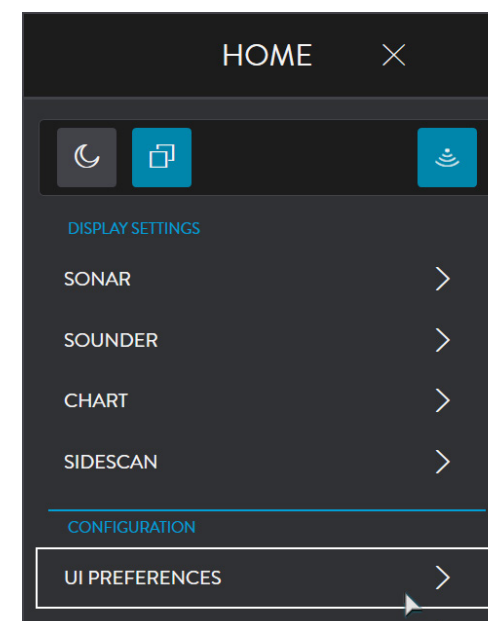 HOME
DISPLAY SETTINGS
SONAR
SOUNDER
CHART
SIDESCAN
CONFIGURATION
UI PREFERENCES